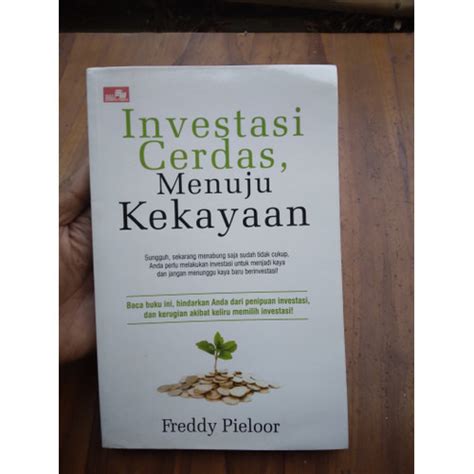 Investasi
Cerdas,
Menuju
Kekayaan
Sungguh, sekarang menabung saja sudah tidak cukup,
Anda perlu melakukan investasi untuk menjadi kaya
dan jangan menunggu kaya baru berinvestasi!
Baca buku ini, hindarkan Anda dari penipuan investasi,
dan kerugian akibat keliru memilih investasi!
Freddy Pieloor